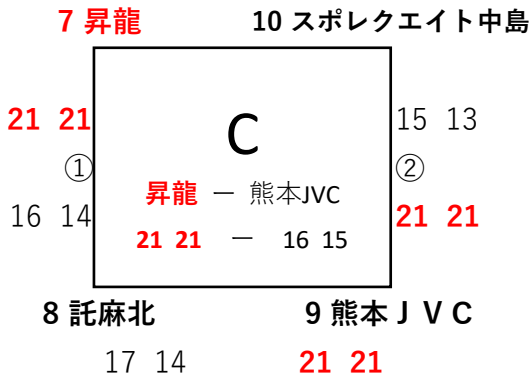 7 昇龍 10 スポレクエイト中島
21 21 C 15 13
① ②
昇龍 ー 熊本JVC
16 14 21 21
21 21 ー 16 15
8 託麻北 9 熊本ＪＶＣ
17 14 21 21